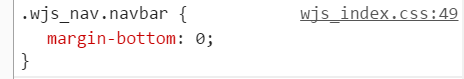 .wjs_nav.navbar { wjs_index.css:49
margin-bottom: 0;
}